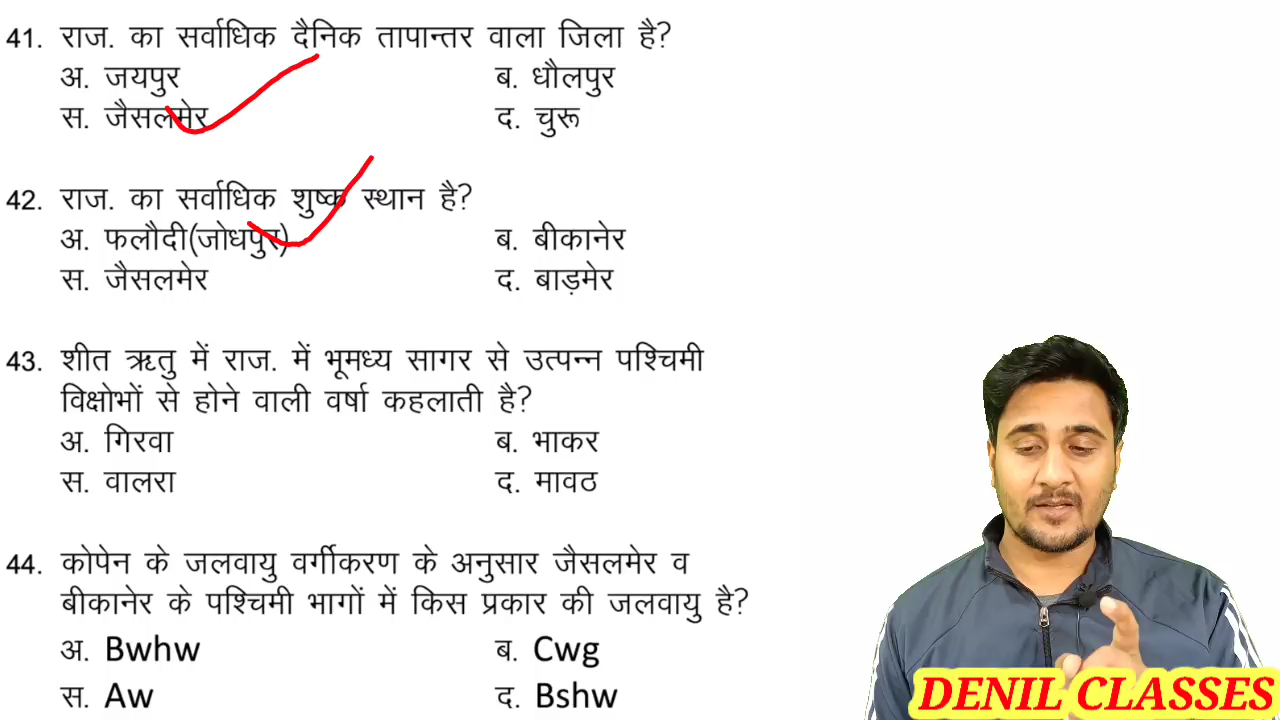 41. राज. का सर्वाधिक दैनिक तापान्तर वाला जिला है?
अ. जयपुर ब. धौलपुर
स. जैसलमेर द. चुरू
42. राज. का सर्वाधिक शुष्क स्थान है?
अ. फलौदी(जोधपुर) ब. बीकानेर
स. जैसलमेर द. बाड़मेर
43. शीत ऋतु में राज. में भूमध्य सागर से उत्पन्न पश्चिमी
विक्षोभों से होने वाली वर्षा कहलाती है?
अ. गिरवा ब. भाकर
स. वालरा द. मावठ
44. कोपेन के जलवायु वर्गीकरण के अनुसार जैसलमेर व
बीकानेर के पश्चिमी भागों में किस प्रकार की जलवायु है?
अ. Bwhw ब. Cwg
स. Aw द. Bshw
DENIL CLASSES